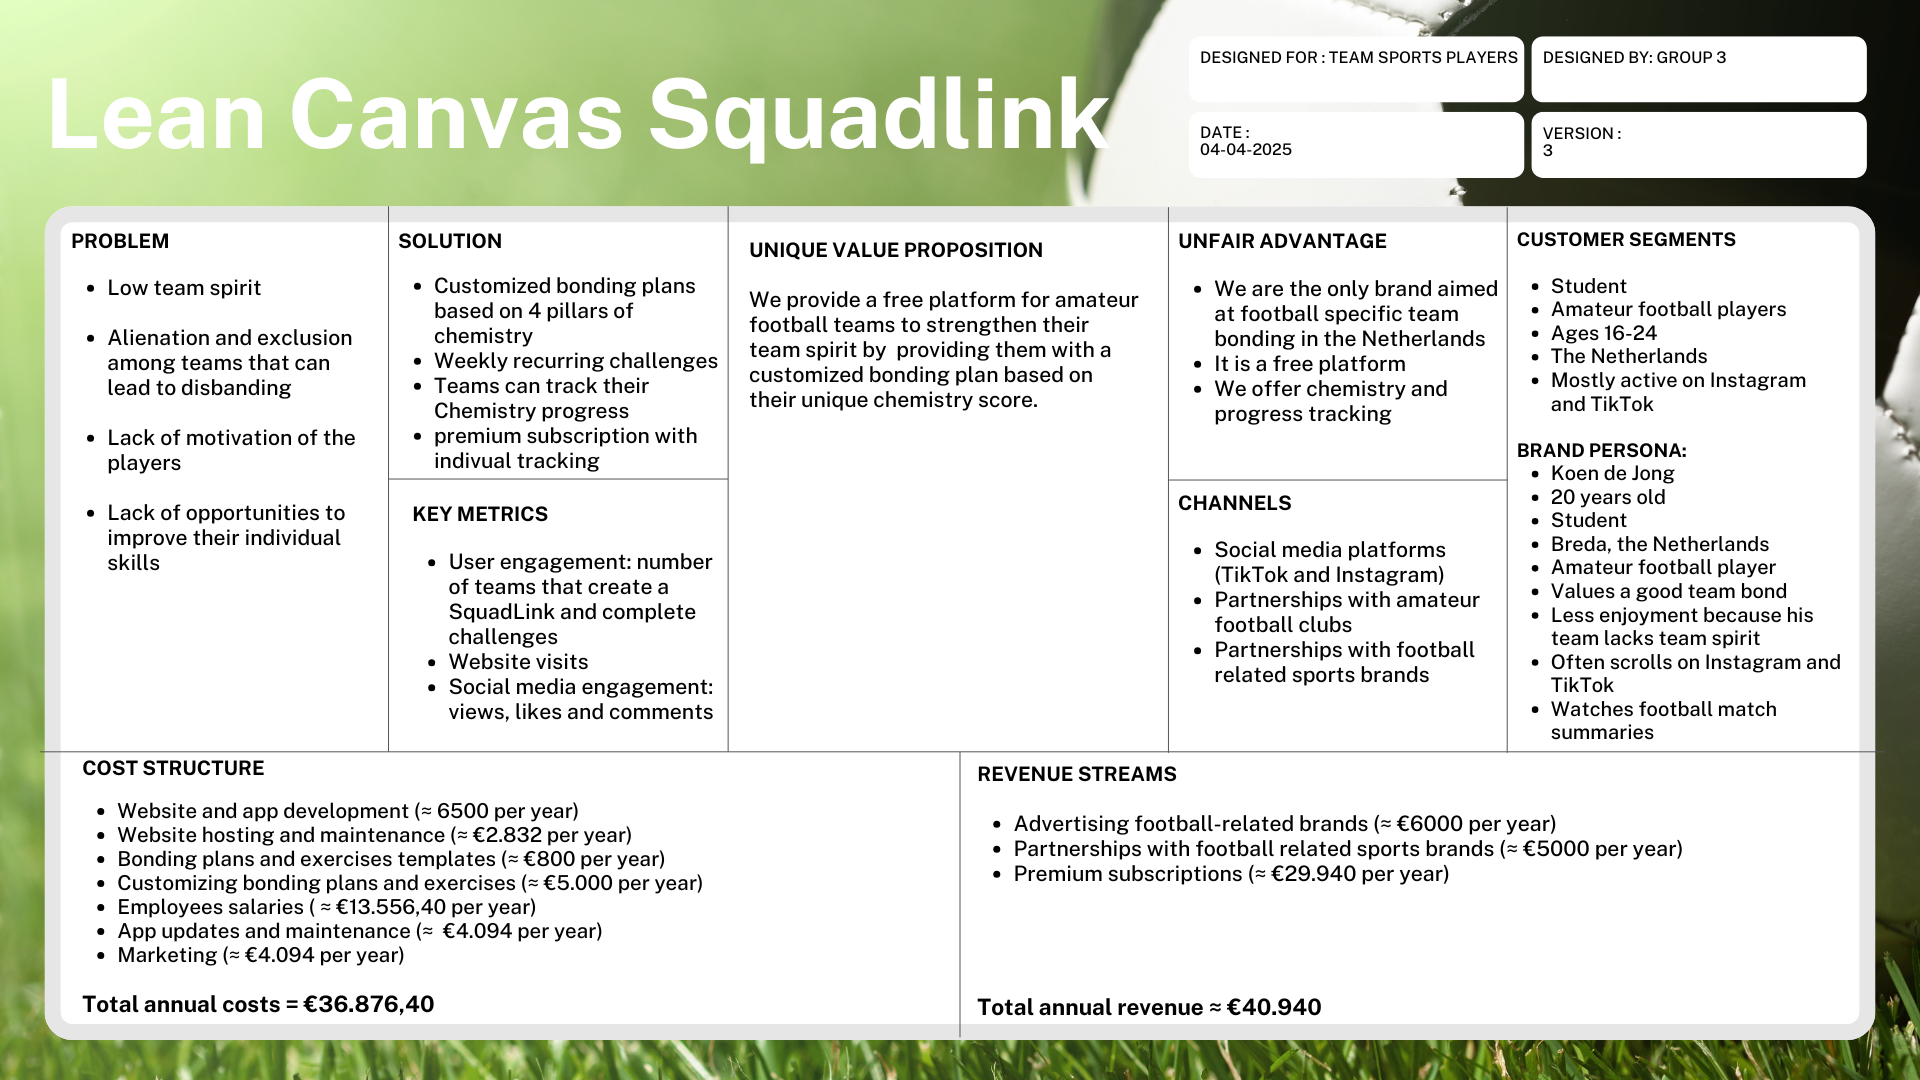 Lean Canvas Squadlink
DESIGNED FOR : TEAM SPORTS PLAYERS
DESIGNED BY: GROUP 3
DATE :
04-04-2025
VERSION :
3
PROBLEM
• Low team spirit
• Alienation and exclusion
among teams that can
lead to disbanding
• Lack of motivation of the
players
• Lack of opportunities to
improve their individual
skills
SOLUTION
• Customized bonding plans
based on 4 pillars of
chemistry
• Weekly recurring challenges
• Teams can track their
Chemistry progress
• premium subscription with
indivual tracking
KEY METRICS
• User engagement: number
of teams that create a
SquadLink and complete
challenges
• Website visits
• Social media engagement:
views, likes and comments
UNIQUE VALUE PROPOSITION
We provide a free platform for amateur
football teams to strengthen their
team spirit by  providing them with a
customized bonding plan based on
their unique chemistry score.
UNFAIR ADVANTAGE
• We are the only brand aimed
at football specific team
bonding in the Netherlands
• It is a free platform
• We offer chemistry and
progress tracking
CHANNELS
• Social media platforms
(TikTok and Instagram)
• Partnerships with amateur
football clubs
• Partnerships with football
related sports brands
CUSTOMER SEGMENTS
• Student
• Amateur football players
• Ages 16-24
• The Netherlands
• Mostly active on Instagram
and TikTok
BRAND PERSONA:
• Koen de Jong
• 20 years old
• Student
• Breda, the Netherlands
• Amateur football player
• Values a good team bond
• Less enjoyment because his
team lacks team spirit
• Often scrolls on Instagram and
TikTok
• Watches football match
summaries
COST STRUCTURE
• Website and app development (≈ 6500 per year)
• Website hosting and maintenance (≈ €2.832 per year)
• Bonding plans and exercises templates (≈ €800 per year)
• Customizing bonding plans and exercises (≈ €5.000 per year)
• Employees salaries ( ≈ €13.556,40 per year)
• App updates and maintenance (≈  €4.094 per year)
• Marketing (≈ €4.094 per year)
Total annual costs = €36.876,40
REVENUE STREAMS
• Advertising football-related brands (≈ €6000 per year)
• Partnerships with football related sports brands (≈ €5000 per year)
• Premium subscriptions (≈ €29.940 per year)
Total annual revenue ≈ €40.940